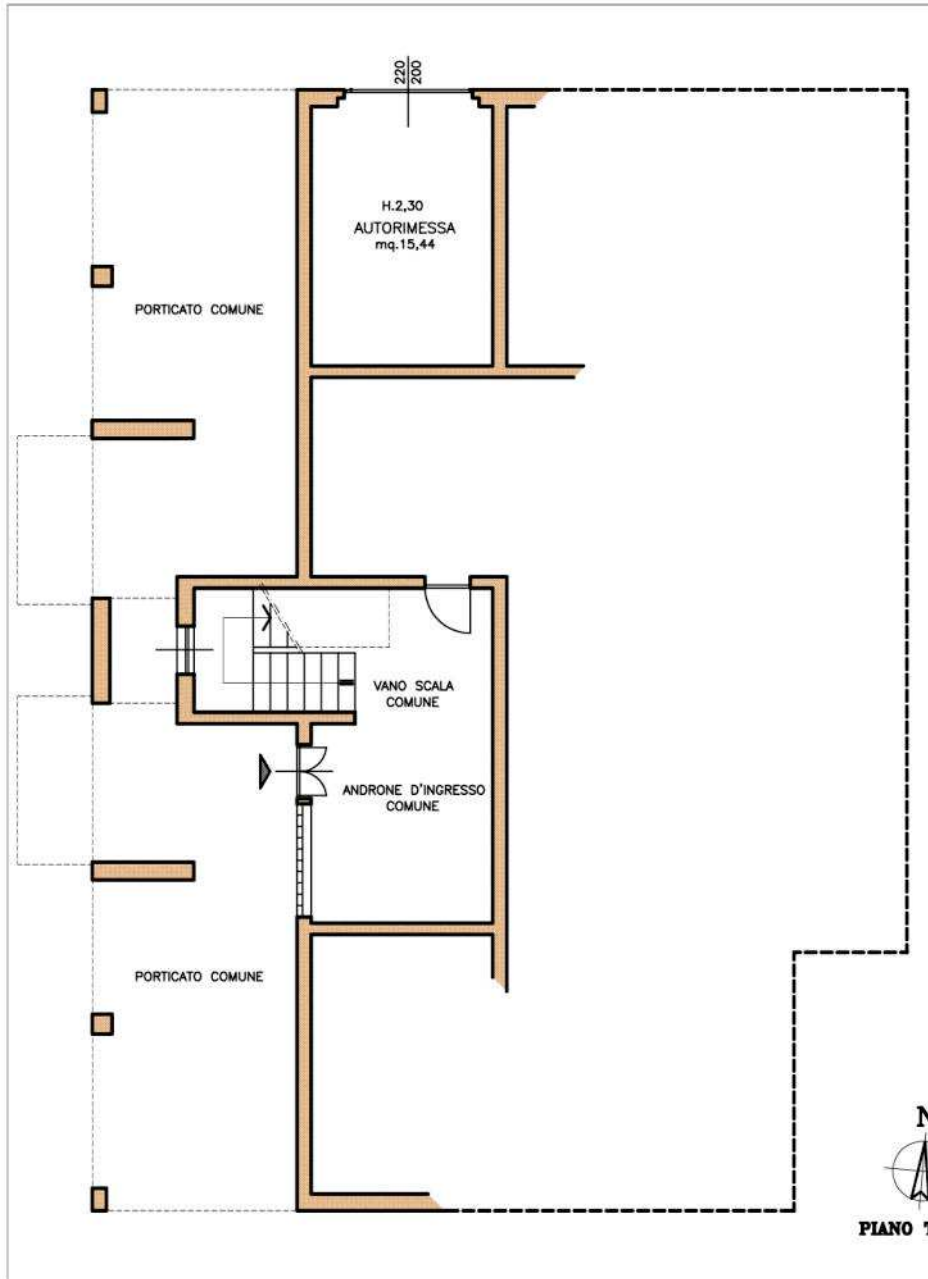 220
200
H.2,30
AUTORIMESSA
mq.15,44
PORTICATO COMUNE
VANO SCALA
COMUNE
ANDRONE D'INGRESSO
COMUNE
PORTICATO COMUNE
N
PIANO T